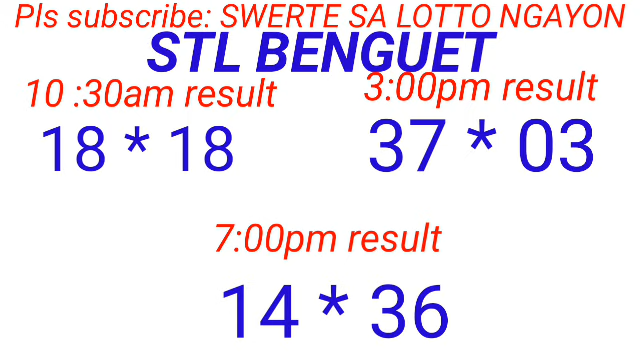 Pls subscribe: SWERTE SA LOTTO NGAYON
STL BENGUET
10 :30am result
18 * 18
3:00pm result
37 * 03
7:00pm result
14 * 36